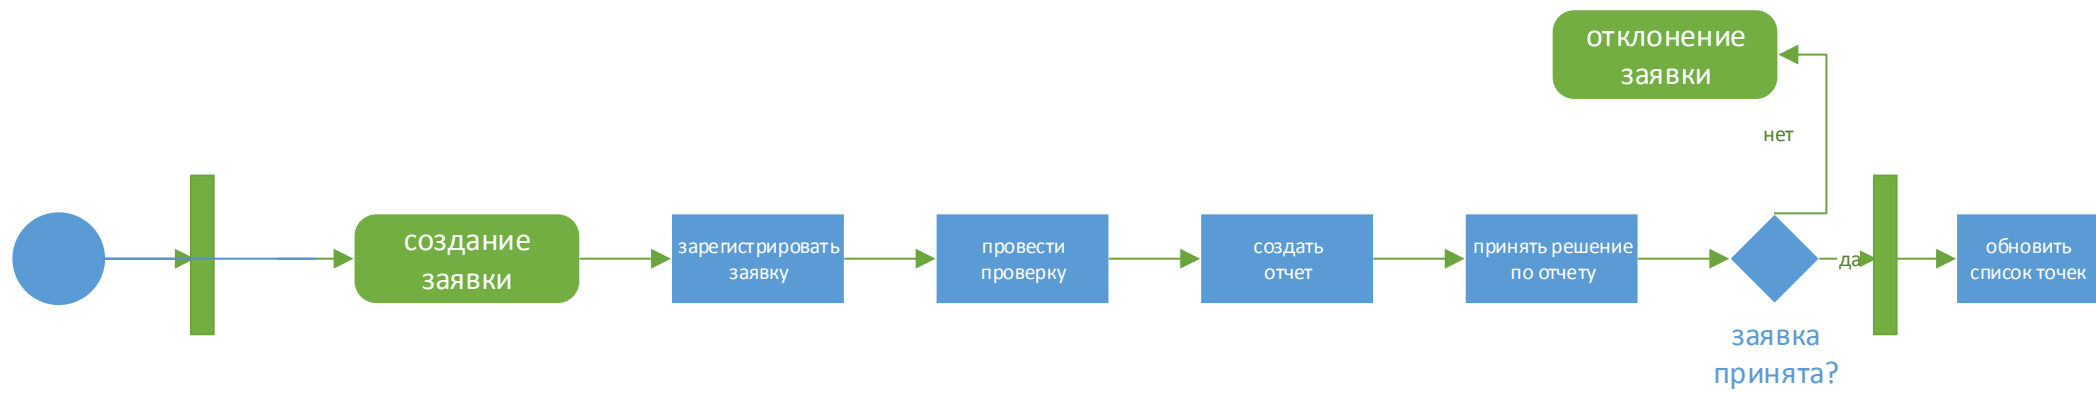 отклонение
заявки
нет
создание
заявки
зарегистрировать
заявку
провести
проверку
создать
отчет
принять решение
по отчету
да
обновить
список точек
заявка
принята?